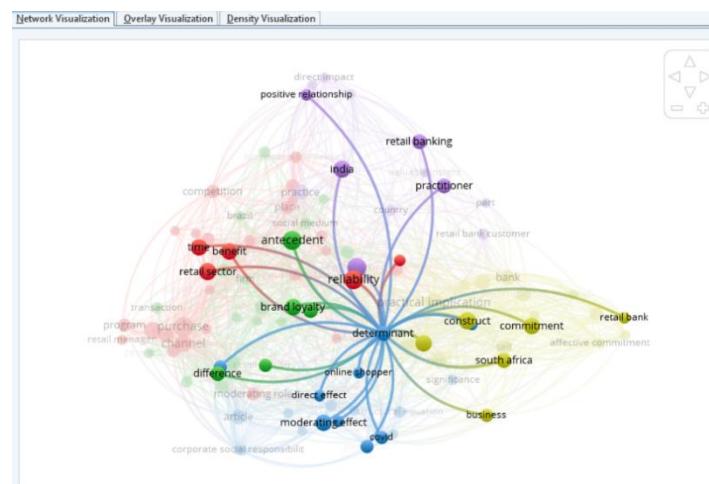 Network Visualization Overlay Visualization Density Visualization
direct impact
positive relationship
retail banking
india
practitioner
competition
practice
place
country
part
brazil
social medium
retail bank customer
antecedent
time benefit
retail sector
reliability
bank
practical implication
transaction
brand loyalty
construct
retail bank
program
purchase
commitment
retail manager
channel
determinant
affective commitment
south africa
difference
online shopper
significance
moderating role
direct effect
article
business
moderating effect
covid
corporate social responsibilit